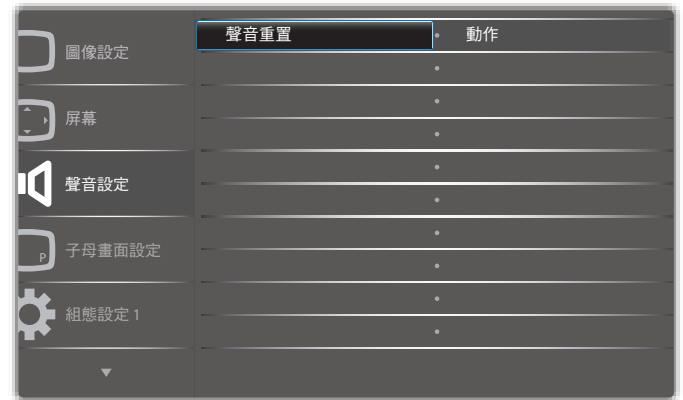 圖像設定
屏幕
聲音設定
子母畫面設定
P
組態設定 1
聲音重置
動作